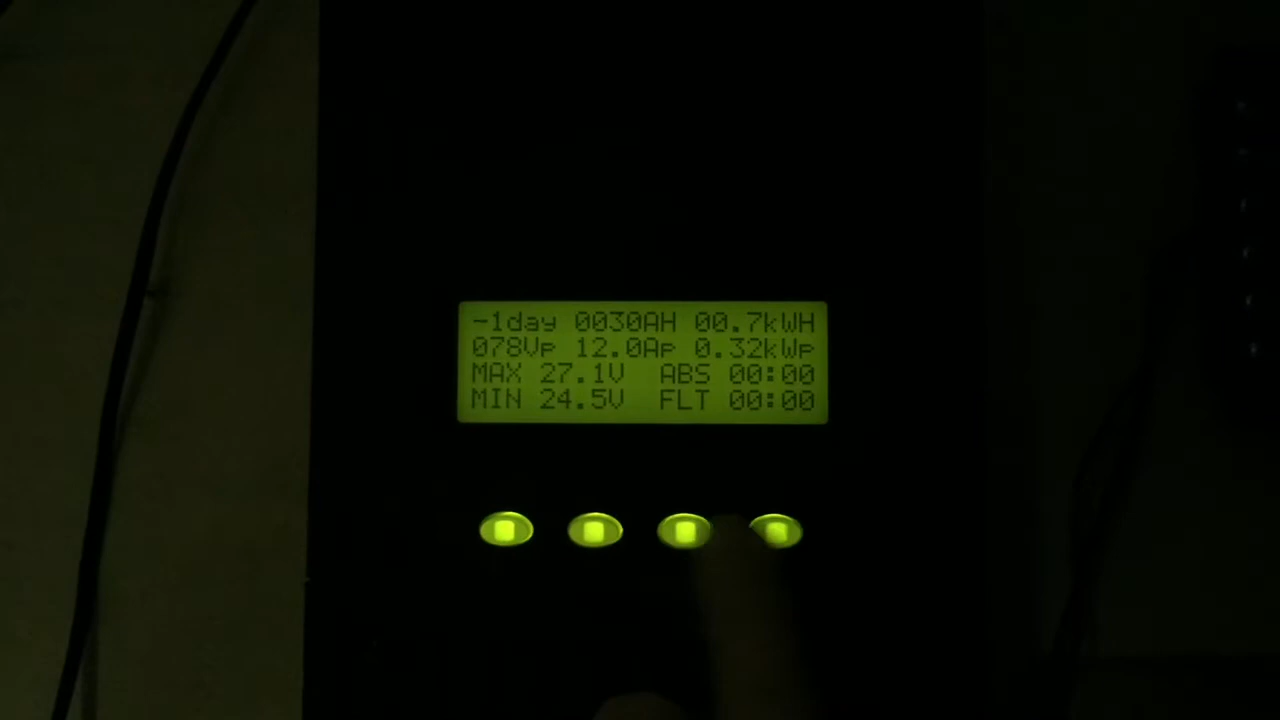 -1day 0030AH 00.7kWH
078Vp 12.0Ap 0.32kWp
MAX 27.1V ABS 00:00
MIN 24.5V FLT 00:00